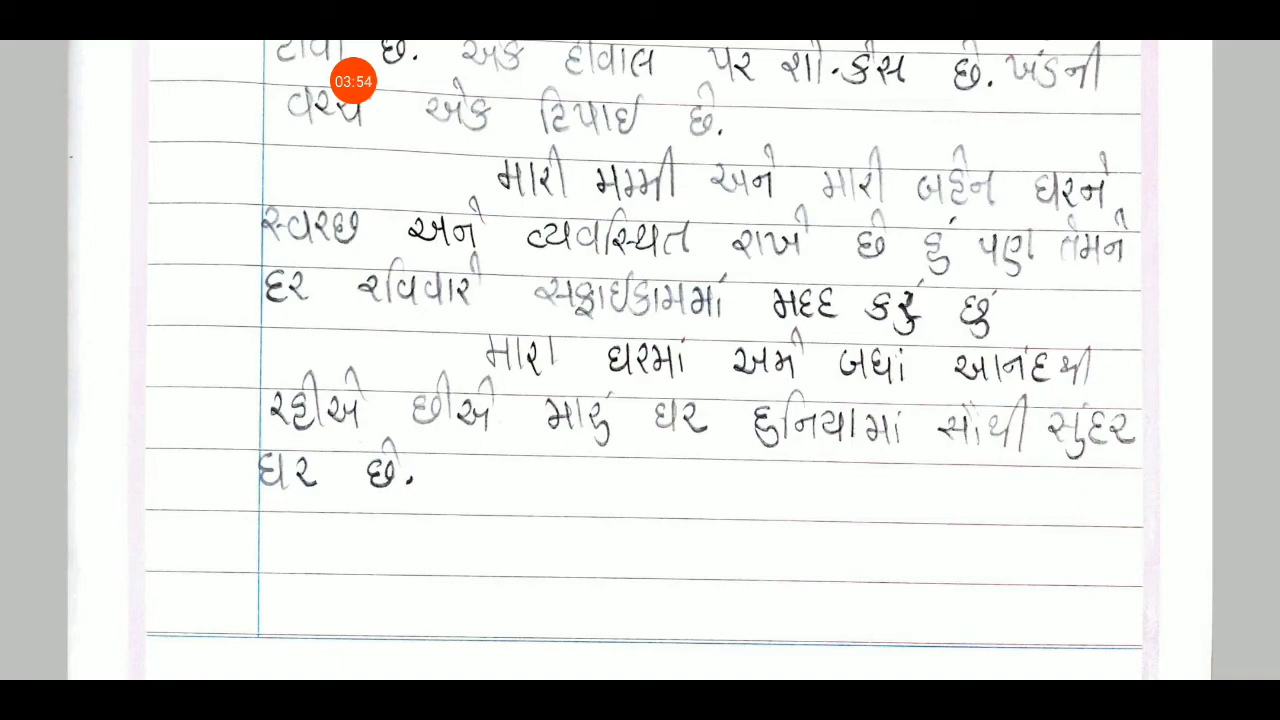 ટીવી છે. એક દીવાલ પર શો-કેસ છે. ખંડની
03:54
વચ્ચે એક ટિપાઈ છે.
મારી મમ્મી અને મારી બહેન ઘરને
સ્વચ્છ અને વ્યવસ્થિત રાખે છે હું પણ તેમને
દર રવિવારે સફાઈકામમાં મદદ કરું છું
મારા ઘરમાં અમે બધાં આનંદથી
રહીએ છીએ મારું ઘર દુનિયામાં સૌથી સુંદર
ઘર છે.